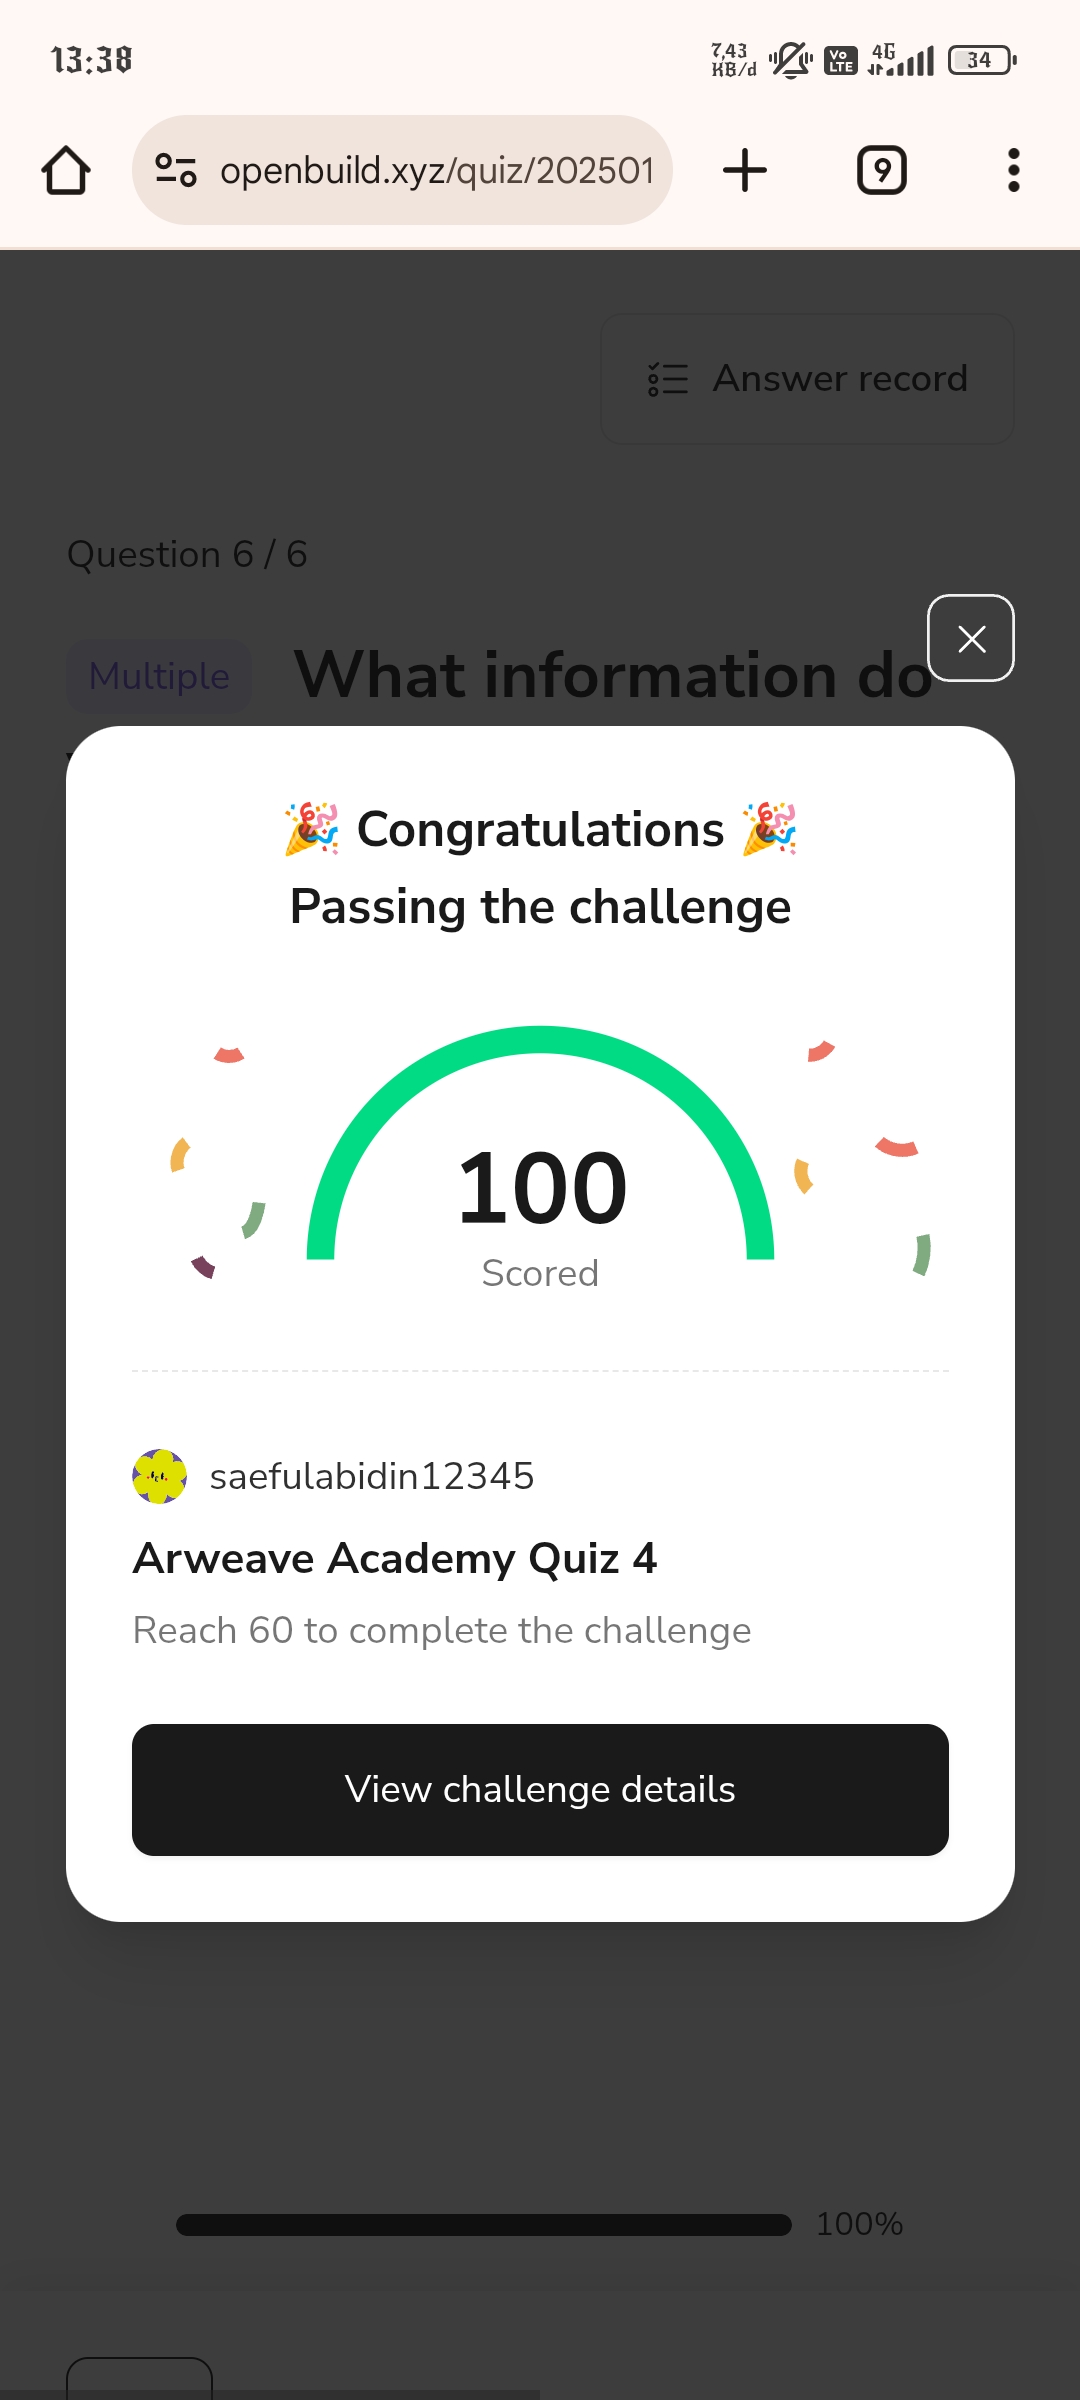 13:38
7,43
KB/d
Vo
LTE
4G
34
openbuild.xyz/quiz/202501
9
Answer record
Question 6 / 6
Multiple
What information do
🎉 Congratulations 🎉
Passing the challenge
100
Scored
saefulabidin12345
Arweave Academy Quiz 4
Reach 60 to complete the challenge
View challenge details
100%